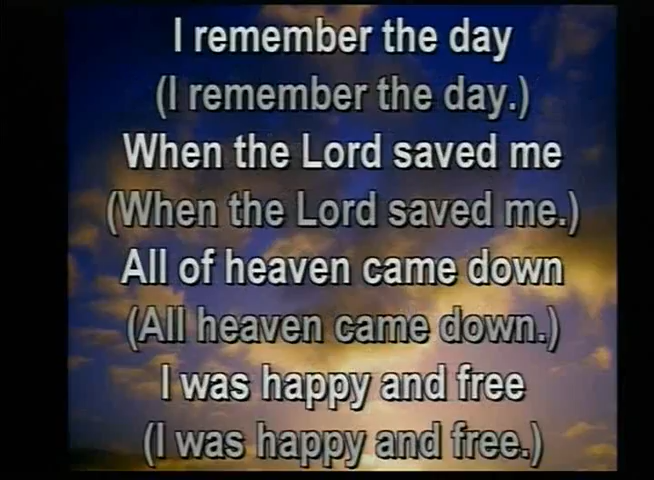 I remember the day
(I remember the day.)
When the Lord saved me
(When the Lord saved me.)
All of heaven came down
(All heaven came down.)
I was happy and free
(I was happy and free.)